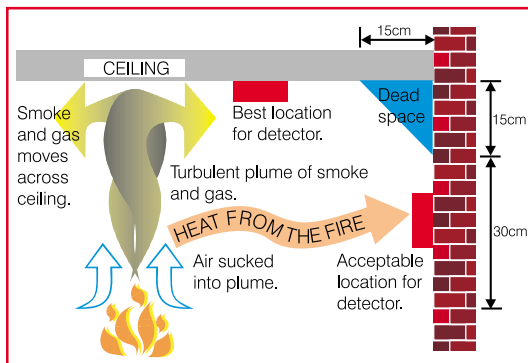 15cm
CEILING
Smoke
and gas
moves
across
ceiling.
Best location
for detector.
Dead
space
15cm
Turbulent plume of smoke
and gas.
HEAT FROM THE FIRE
30cm
Air sucked
into plume.
Acceptable
location for
detector.